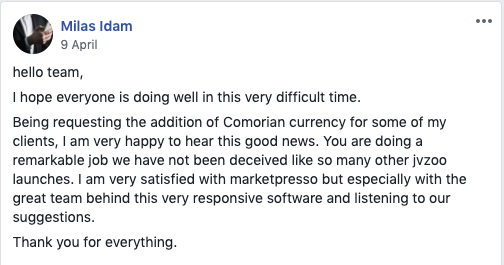 Milas Idam
9 April
hello team,
I hope everyone is doing well in this very difficult time.
Being requesting the addition of Comorian currency for some of my
clients, I am very happy to hear this good news. You are doing a
remarkable job we have not been deceived like so many other jvzoo
launches. I am very satisfied with marketpresso but especially with the
great team behind this very responsive software and listening to our
suggestions.
Thank you for everything.